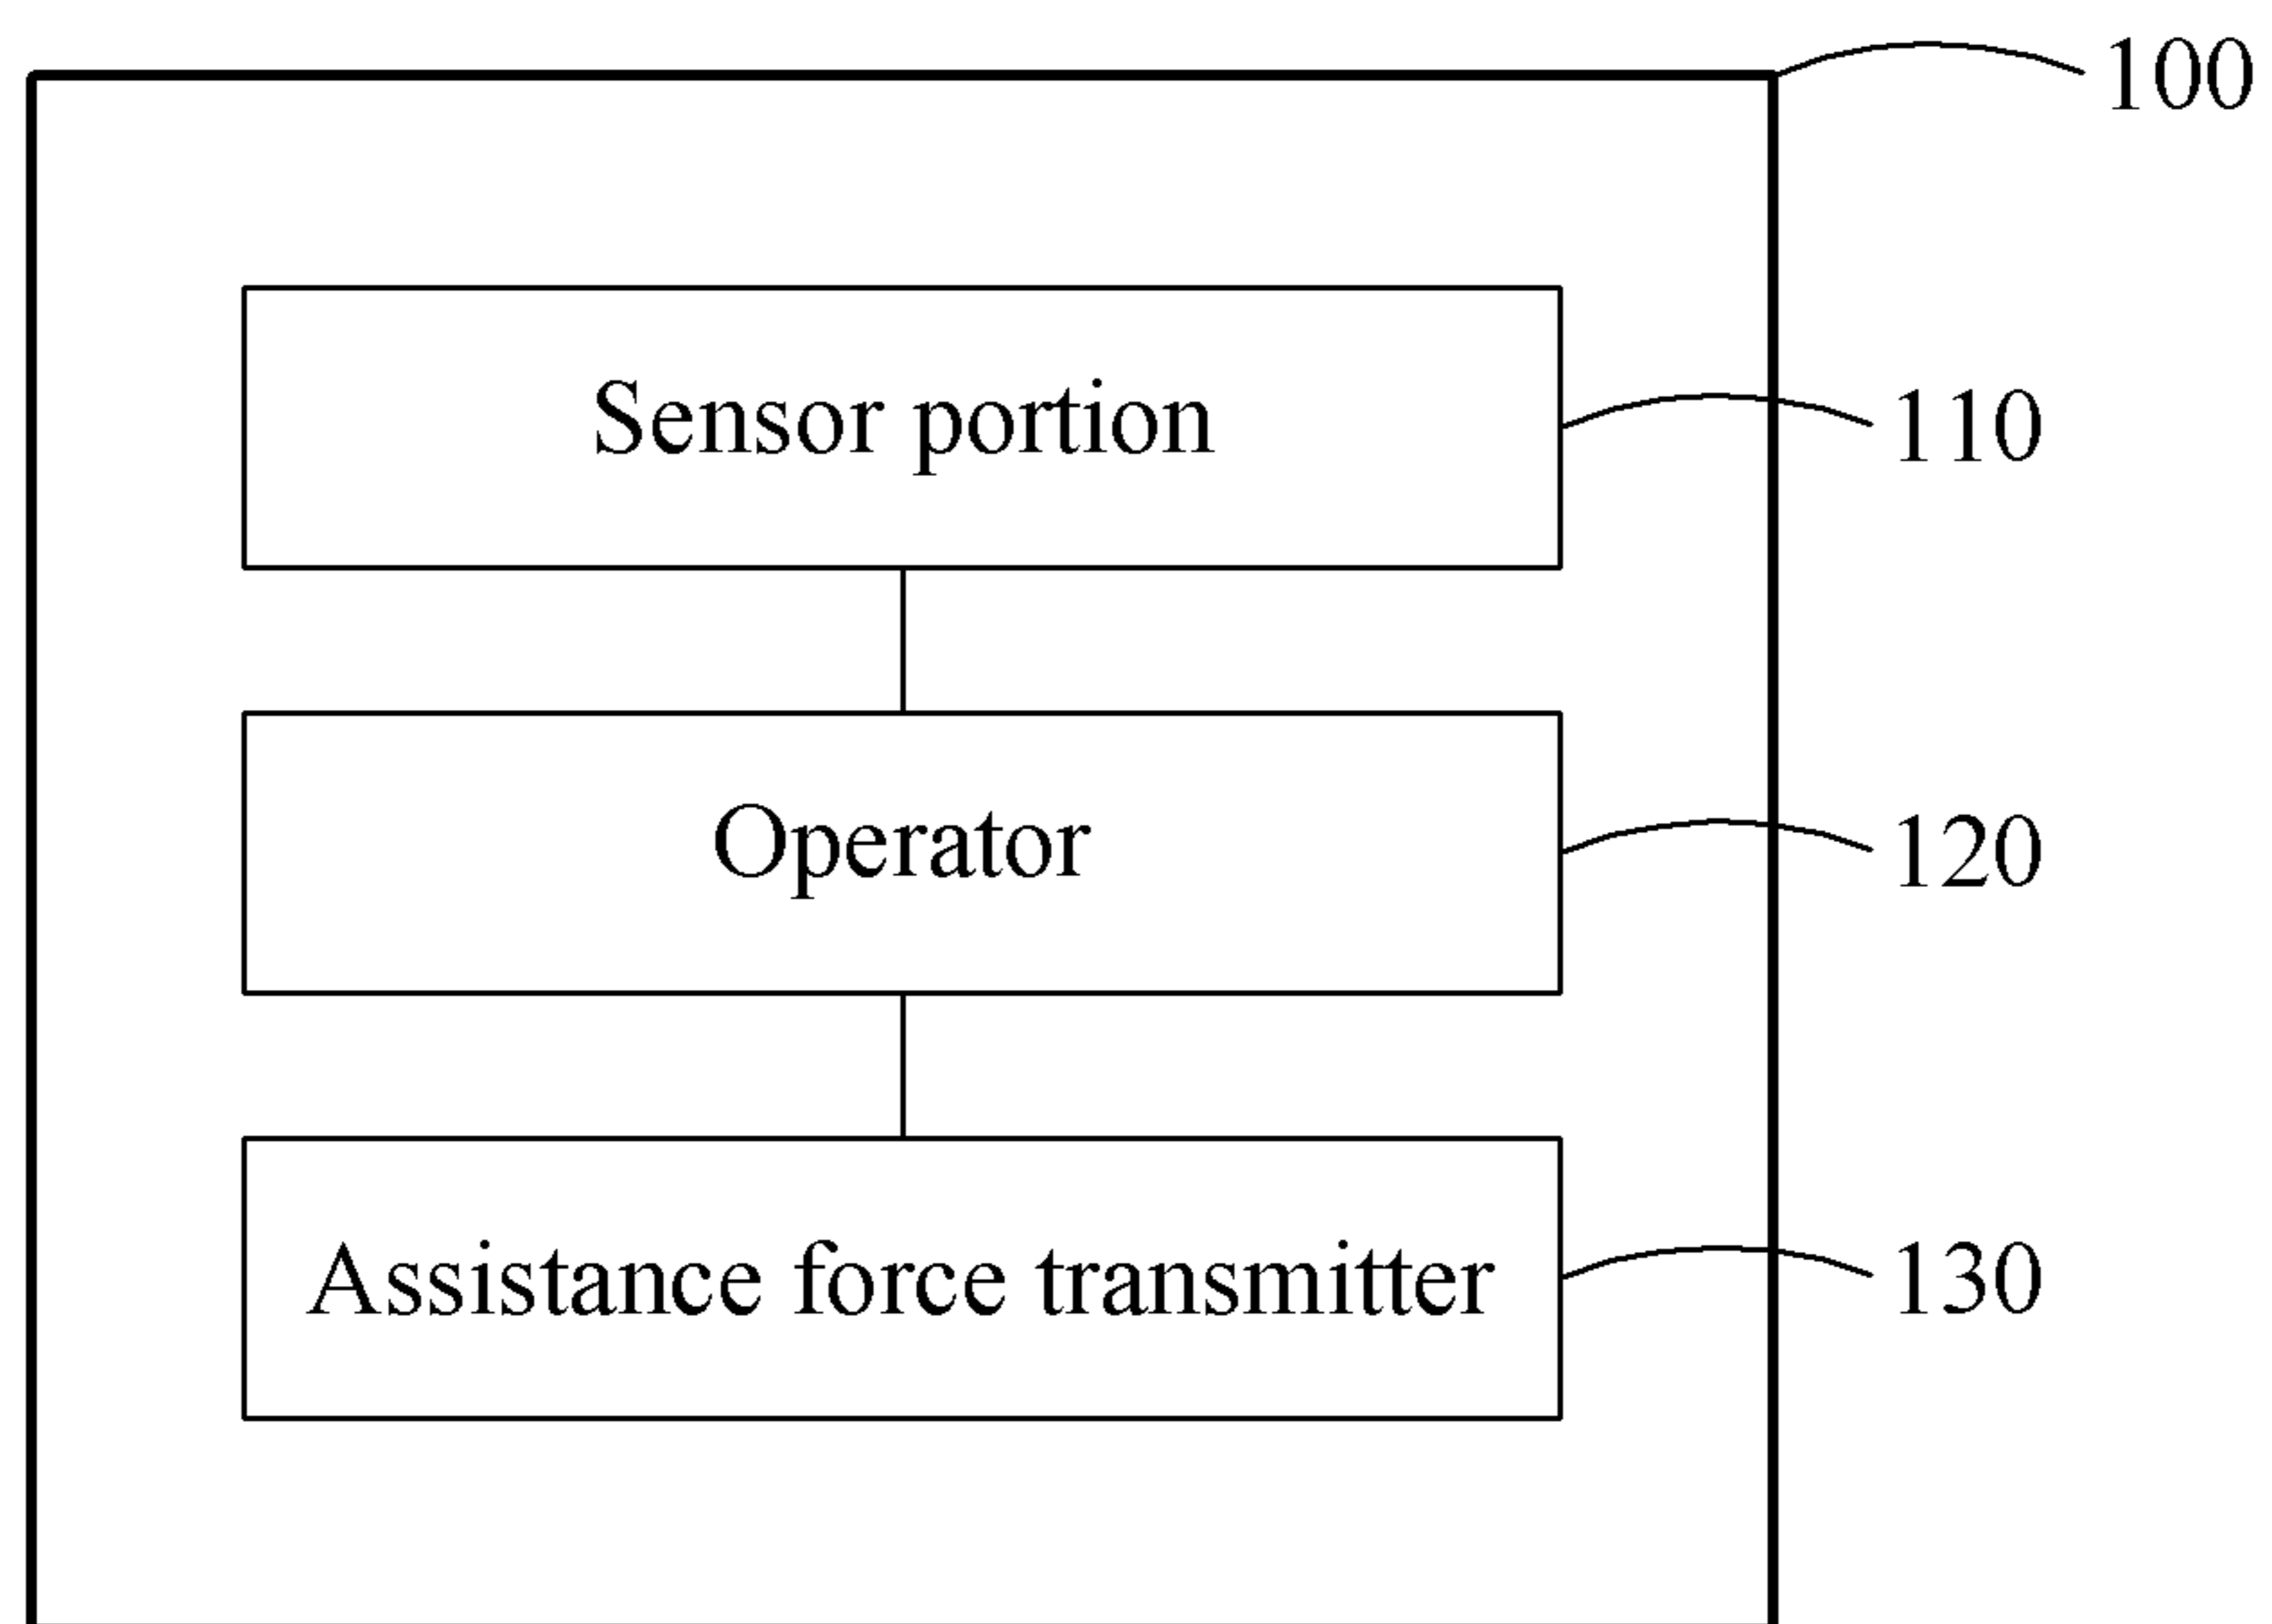 100
Sensor portion
110
Operator
120
Assistance force transmitter
130